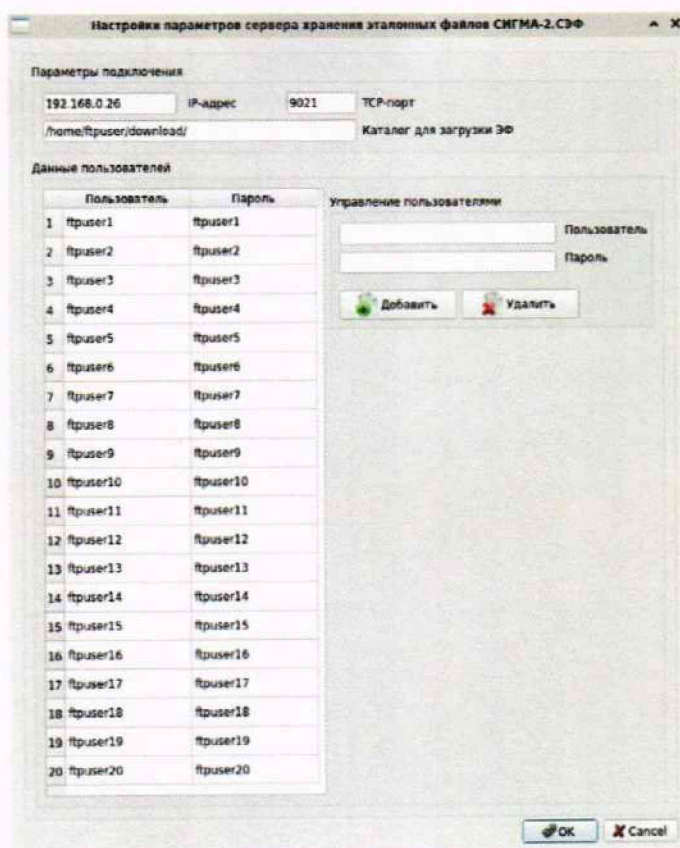 Настройки параметров сервера хранения эталонных файлов СИГМА-2.СЭФ
Параметры подключения
192.168.0.26 IP-адрес 9021 TCP-порт
/home/ftpuser/download/ Каталог для загрузки ЭФ
Данные пользователей
Пользователь Пароль
1 ftpuser1 ftpuser1
2 ftpuser2 ftpuser2
3 ftpuser3 ftpuser3
4 ftpuser4 ftpuser4
5 ftpuser5 ftpuser5
6 ftpuser6 ftpuser6
7 ftpuser7 ftpuser7
8 ftpuser8 ftpuser8
9 ftpuser9 ftpuser9
10 ftpuser10 ftpuser10
11 ftpuser11 ftpuser11
12 ftpuser12 ftpuser12
13 ftpuser13 ftpuser13
14 ftpuser14 ftpuser14
15 ftpuser15 ftpuser15
16 ftpuser16 ftpuser16
17 ftpuser17 ftpuser17
18 ftpuser18 ftpuser18
19 ftpuser19 ftpuser19
20 ftpuser20 ftpuser20
Управление пользователями
Пользователь
Пароль
Добавить Удалить
OK Cancel